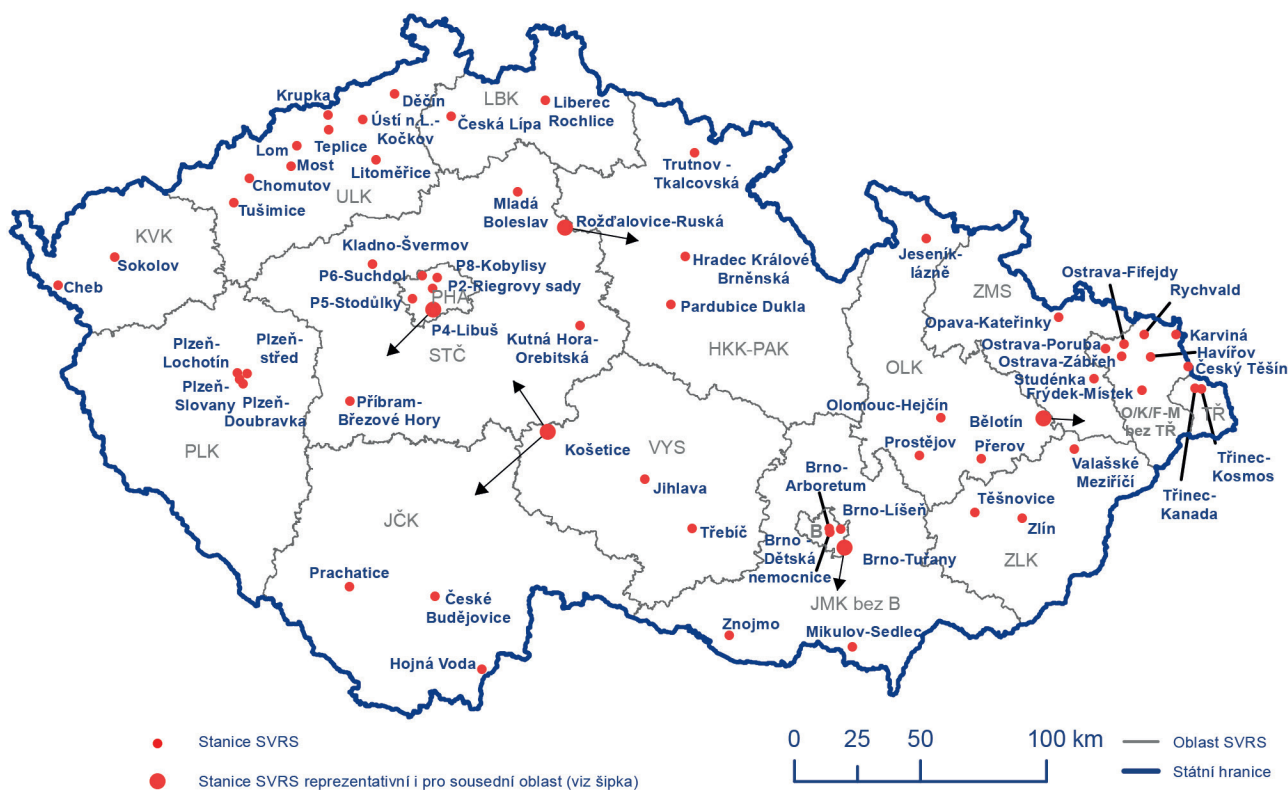 Krupka
Děčín
LBK
Liberec
Rochlice
Ústí n.L.-
Kočkov
Česká Lípa
Lom
Teplice
Most
Litoměřice
Chomutov
ULK
Tušimice
Trutnov -
Tkalcovská
Mladá
Boleslav
Rožďalovice-Ruská
KVK
Sokolov
Cheb
Kladno-Švermov
P6-Suchdol
P8-Kobylisy
P2-Riegrovy sady
PHA
P5-Stodůlky
P4-Libuš
STČ
Kutná Hora-
Orebitská
Hradec Králové
Brněnská
Pardubice Dukla
HKK-PAK
Jeseník-
lázně
ZMS
Ostrava-Fifejdy
Rychvald
Opava-Kateřinky
Karviná
Ostrava-Poruba
Havířov
Ostrava-Zábřeh
Český Těšín
Studénka
Frýdek-Místek
OLK
O/K/F-M
bez TŘ
TŘ
Plzeň-
Lochotín
Plzeň-
střed
Plzeň-
Slovany
Plzeň-
Doubravka
PLK
Příbram-
Březové Hory
Košetice
VYS
Jihlava
Třebíč
Olomouc-Hejčín
Bělotín
Prostějov
Přerov
Valašské
Meziříčí
Třinec-
Kosmos
Třinec-
Kanada
Těšnovice
Zlín
ZLK
Brno-
Arboretum
Brno-Líšeň
B
Brno -
Dětská
nemocnice
Brno-Tuřany
JMK bez B
JČK
Prachatice
České
Budějovice
Hojná Voda
Znojmo
Mikulov-Sedlec
Stanice SVRS
Stanice SVRS reprezentativní i pro sousední oblast (viz šipka)
0 25 50 100 km
Oblast SVRS
Státní hranice